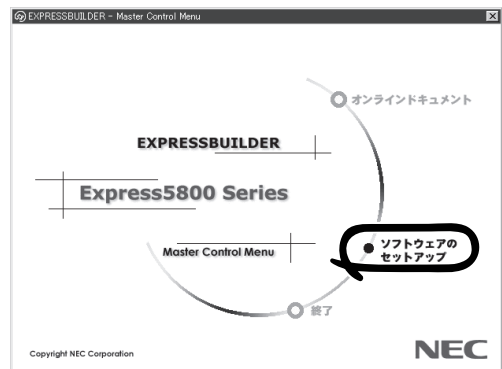 EXPRESSBUILDER - Master Control Menu
オンラインドキュメント
EXPRESSBUILDER
Express5800 Series
Master Control Menu
ソフトウェアの
セットアップ
終了
Copyright NEC Corporation
NEC